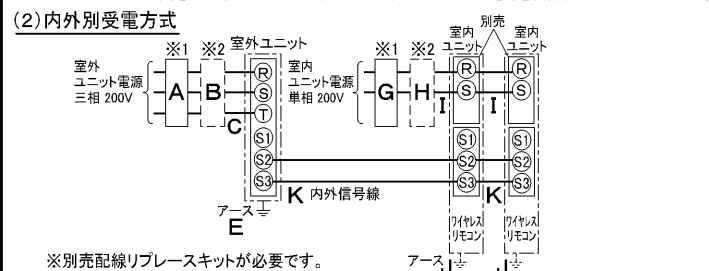 (2)内外別受電方式
※1 ※2 室外ユニット
室外
ユニット電源
三相 200V
A B C
R
S
T
S1
S2
S3
アース
E
※1 ※2
室内
ユニット電源
単相 200V
G H I I
別売
室内
ユニット
室内
ユニット
R R
S S
S1 S1
S2 S2
S3 S3
K 内外信号線
K
ワイヤレス
リモコン
ワイヤレス
リモコン
アース
※別売配線リプレースキットが必要です。